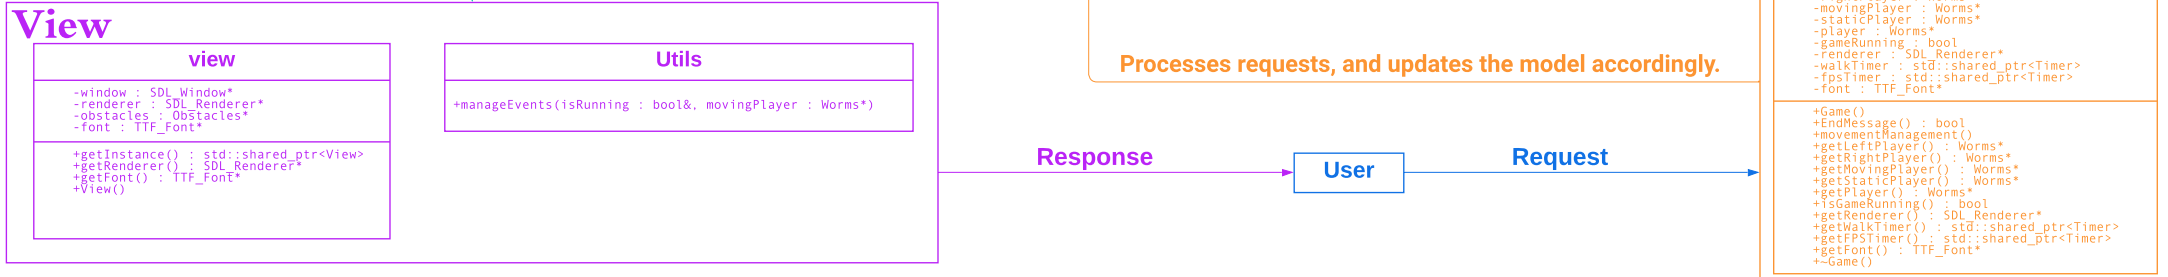 View
view
-window : SDL_Window*
-renderer : SDL_Renderer*
-obstacles : Obstacles*
-font : TTF_Font*
+getInstance() : std::shared_ptr<View>
+getRenderer() : SDL_Renderer*
+getFont() : TTF_Font*
+View()
Utils
+manageEvents(isRunning : bool&, movingPlayer : Worms*)
Response
User
Request
Processes requests, and updates the model accordingly.
-movingPlayer : Worms*
-staticPlayer : Worms*
-player : Worms*
-gameRunning : bool
-renderer : SDL_Renderer*
-walkTimer : std::shared_ptr<Timer>
-fpsTimer : std::shared_ptr<Timer>
-font : TTF_Font*
+Game()
+EndMessage() : bool
+movementManagement()
+getLeftPlayer() : Worms*
+getRightPlayer() : Worms*
+getMovingPlayer() : Worms*
+getStaticPlayer() : Worms*
+getPlayer() : Worms*
+isGameRunning() : bool
+getRenderer() : SDL_Renderer*
+getWalkTimer() : std::shared_ptr<Timer>
+getFPSTimer() : std::shared_ptr<Timer>
+getFont() : TTF_Font*
+~Game()